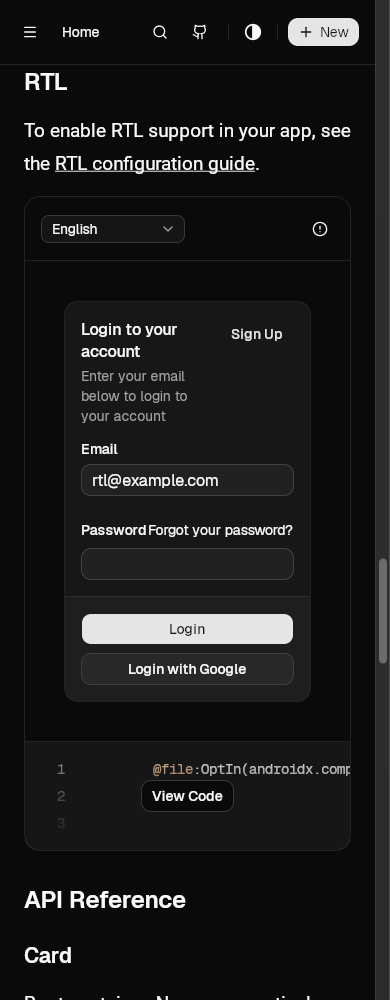 Home
New
RTL
To enable RTL support in your app, see
the RTL configuration guide.
English
Login to your
account
Sign Up
Enter your email
below to login to
your account
Email
rtl@example.com
Password Forgot your password?
Login
Login with Google
1 @file:OptIn(androidx.comp
2
View Code
3
API Reference
Card